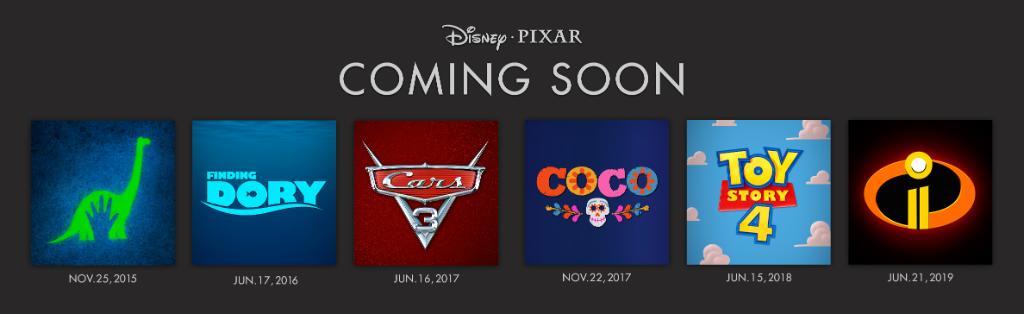 Disney · PIXAR
COMING SOON
FINDING
DORY
Cars
3
COCO
TOY
STORY
4
NOV.25,2015
JUN.17,2016
JUN.16,2017
NOV.22,2017
JUN.15,2018
JUN.21,2019